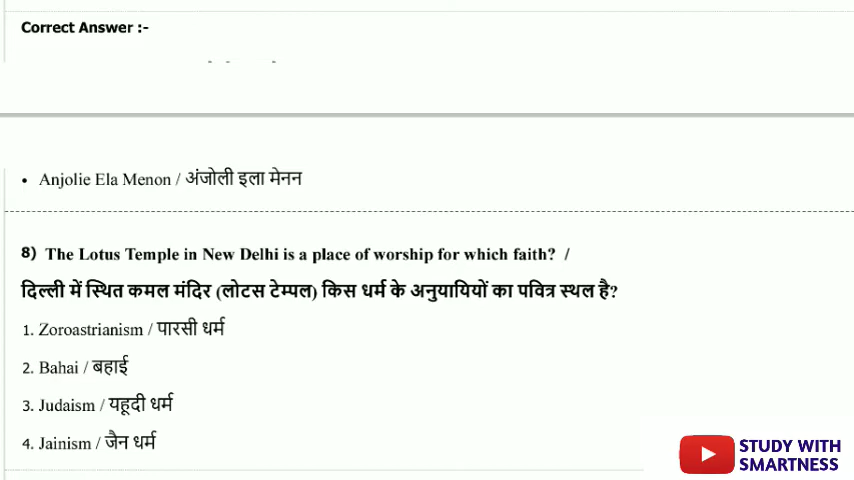 Correct Answer :-
• Anjolie Ela Menon / अंजोली इला मेनन
8) The Lotus Temple in New Delhi is a place of worship for which faith? /
दिल्ली में स्थित कमल मंदिर (लोटस टेम्पल) किस धर्म के अनुयायियों का पवित्र स्थल है?
1. Zoroastrianism / पारसी धर्म
2. Bahai / बहाई
3. Judaism / यहूदी धर्म
4. Jainism / जैन धर्म
STUDY WITH
SMARTNESS